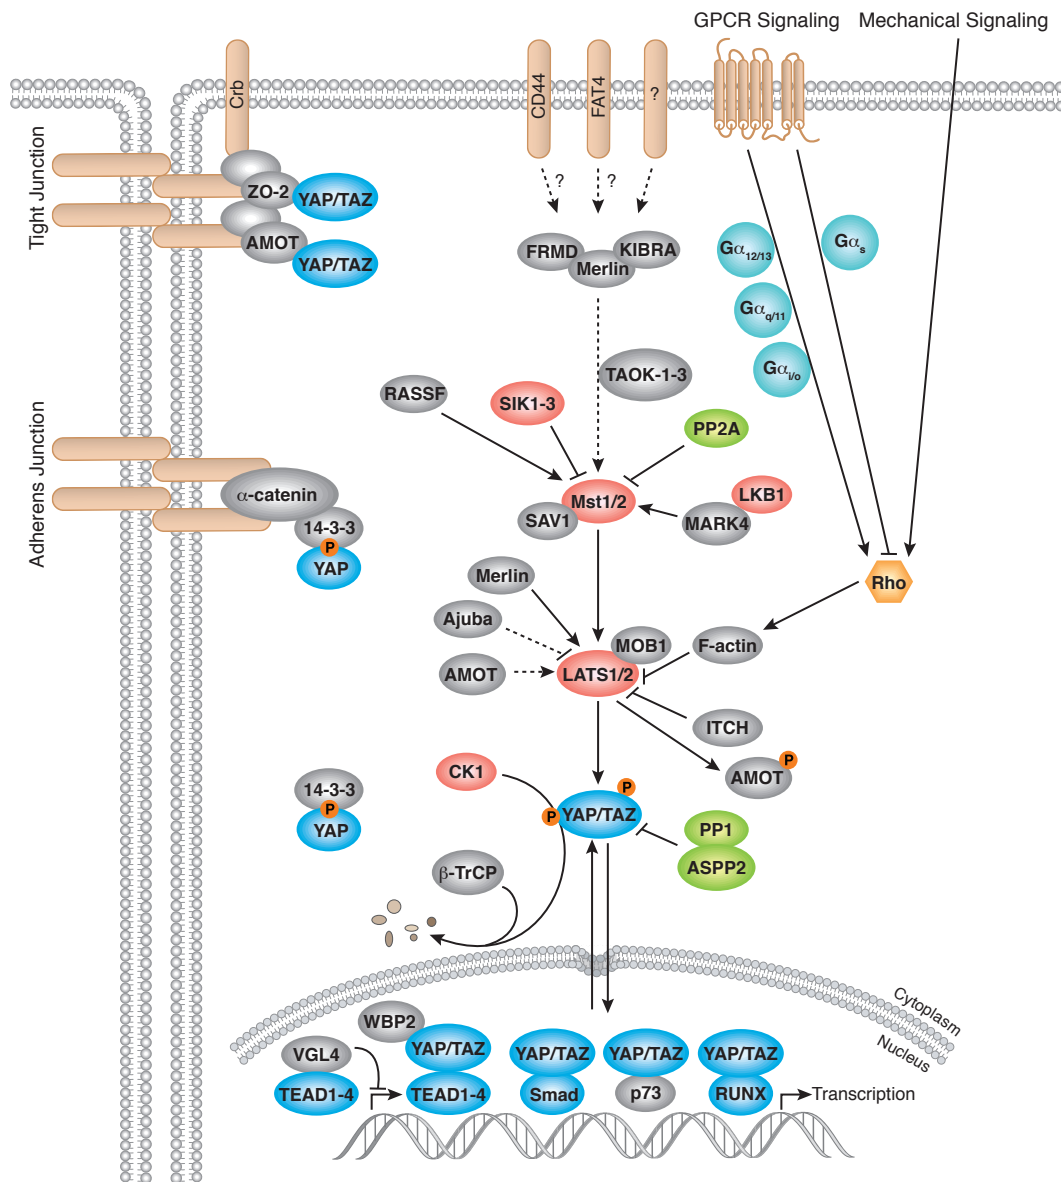 GPCR Signaling
Mechanical Signaling
Crb
CD44
FAT4
?
Tight Junction
ZO-2
YAP/TAZ
AMOT
YAP/TAZ
?
?
FRMD
Merlin
KIBRA
Gα12/13
Gαs
Gαq/11
Gαi/o
TAOK-1-3
RASSF
SIK1-3
PP2A
Adherens Junction
α-catenin
14-3-3
P
YAP
Mst1/2
SAV1
LKB1
MARK4
Merlin
Rho
Ajuba
MOB1
F-actin
AMOT
LATS1/2
ITCH
CK1
AMOT
P
14-3-3
P
YAP
P
P
YAP/TAZ
PP1
ASPP2
β-TrCP
Cytoplasm
Nucleus
WBP2
VGL4
YAP/TAZ
YAP/TAZ
YAP/TAZ
YAP/TAZ
TEAD1-4
TEAD1-4
Smad
p73
RUNX
Transcription